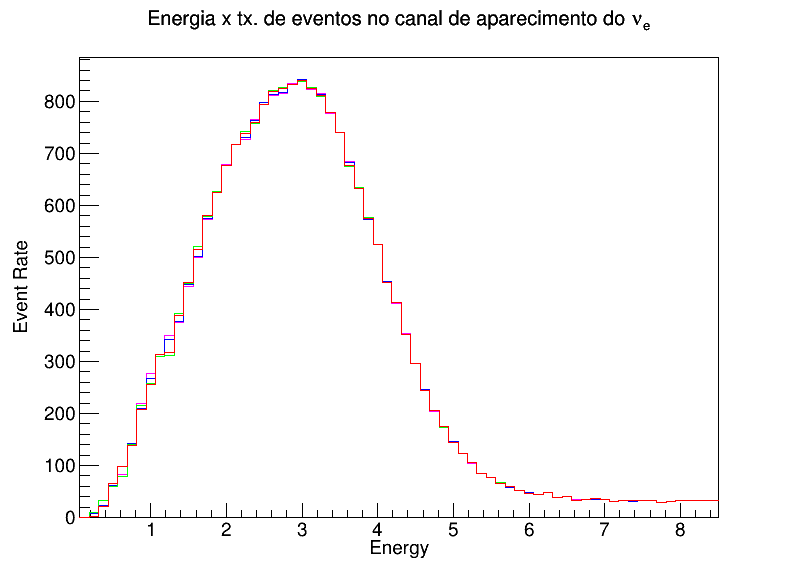 Energia x tx. de eventos no canal de aparecimento do νe
Event Rate
800
700
600
500
400
300
200
100
0
1 2 3 4 5 6 7 8
Energy